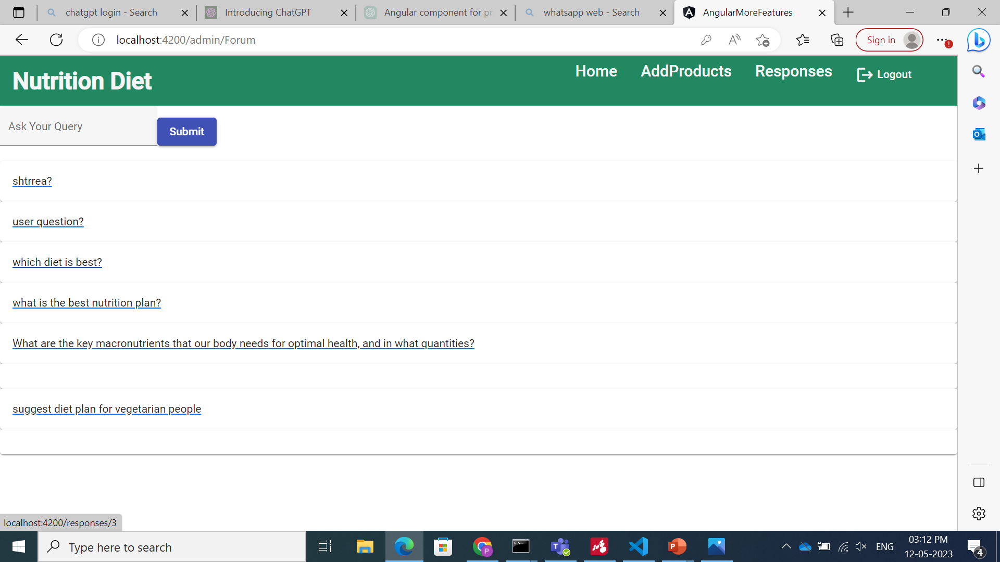 chatgpt login - Search
Introducing ChatGPT
Angular component for pr
whatsapp web - Search
AngularMoreFeatures
localhost:4200/admin/Forum
Sign in
Nutrition Diet
Home
AddProducts
Responses
Logout
Ask Your Query
Submit
shtrrea?
user question?
which diet is best?
what is the best nutrition plan?
What are the key macronutrients that our body needs for optimal health, and in what quantities?
suggest diet plan for vegetarian people
localhost:4200/responses/3
Type here to search
ENG
03:12 PM
12-05-2023
4